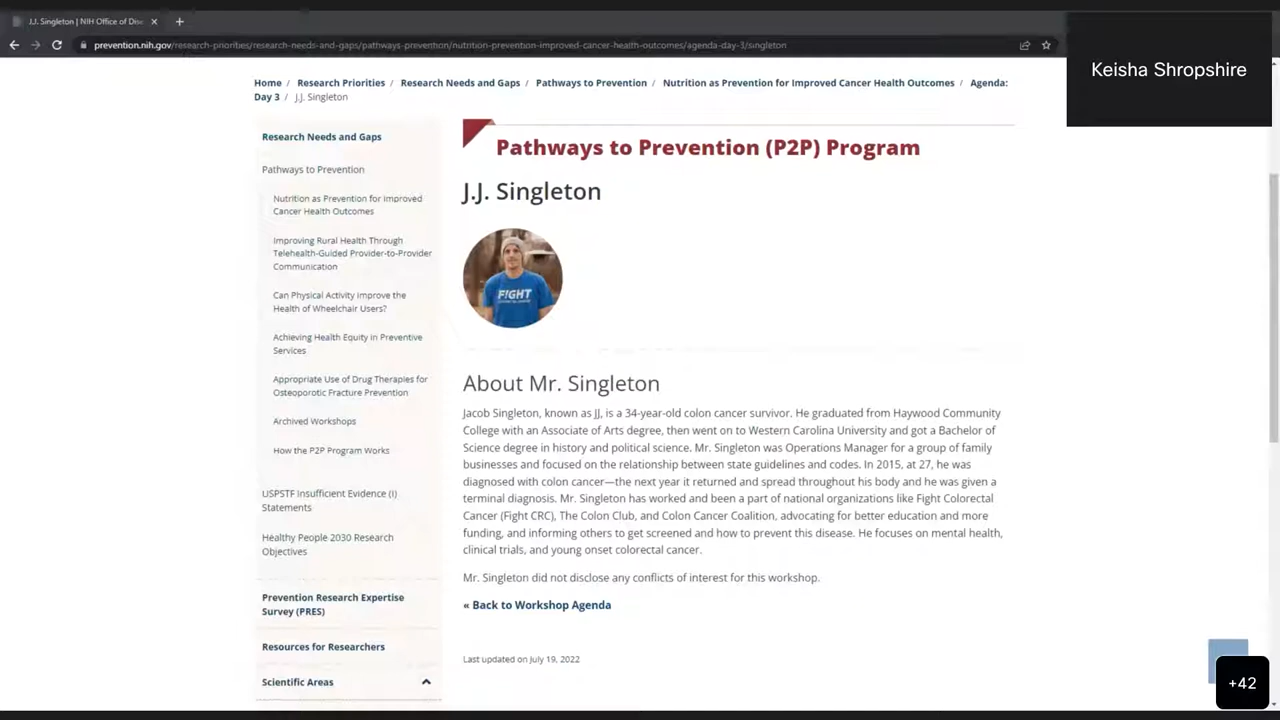 J.J. Singleton | NIH Office of Dise
prevention.nih.gov/research-priorities/research-needs-and-gaps/pathways-prevention/nutrition-prevention-improved-cancer-health-outcomes/agenda-day-3/singleton
Keisha Shropshire
Home / Research Priorities / Research Needs and Gaps / Pathways to Prevention / Nutrition as Prevention for Improved Cancer Health Outcomes / Agenda:
Day 3 / J.J. Singleton
Research Needs and Gaps
Pathways to Prevention
Nutrition as Prevention for Improved
Cancer Health Outcomes
Improving Rural Health Through
Telehealth-Guided Provider-to-Provider
Communication
Can Physical Activity Improve the
Health of Wheelchair Users?
Achieving Health Equity in Preventive
Services
Appropriate Use of Drug Therapies for
Osteoporotic Fracture Prevention
Archived Workshops
How the P2P Program Works
USPSTF Insufficient Evidence (I)
Statements
Healthy People 2030 Research
Objectives
Prevention Research Expertise
Survey (PRES)
Resources for Researchers
Scientific Areas
Pathways to Prevention (P2P) Program
J.J. Singleton
FIGHT
About Mr. Singleton
Jacob Singleton, known as JJ, is a 34-year-old colon cancer survivor. He graduated from Haywood Community
College with an Associate of Arts degree, then went on to Western Carolina University and got a Bachelor of
Science degree in history and political science. Mr. Singleton was Operations Manager for a group of family
businesses and focused on the relationship between state guidelines and codes. In 2015, at 27, he was
diagnosed with colon cancer—the next year it returned and spread throughout his body and he was given a
terminal diagnosis. Mr. Singleton has worked and been a part of national organizations like Fight Colorectal
Cancer (Fight CRC), The Colon Club, and Colon Cancer Coalition, advocating for better education and more
funding, and informing others to get screened and how to prevent this disease. He focuses on mental health,
clinical trials, and young onset colorectal cancer.
Mr. Singleton did not disclose any conflicts of interest for this workshop.
« Back to Workshop Agenda
Last updated on July 19, 2022
+42